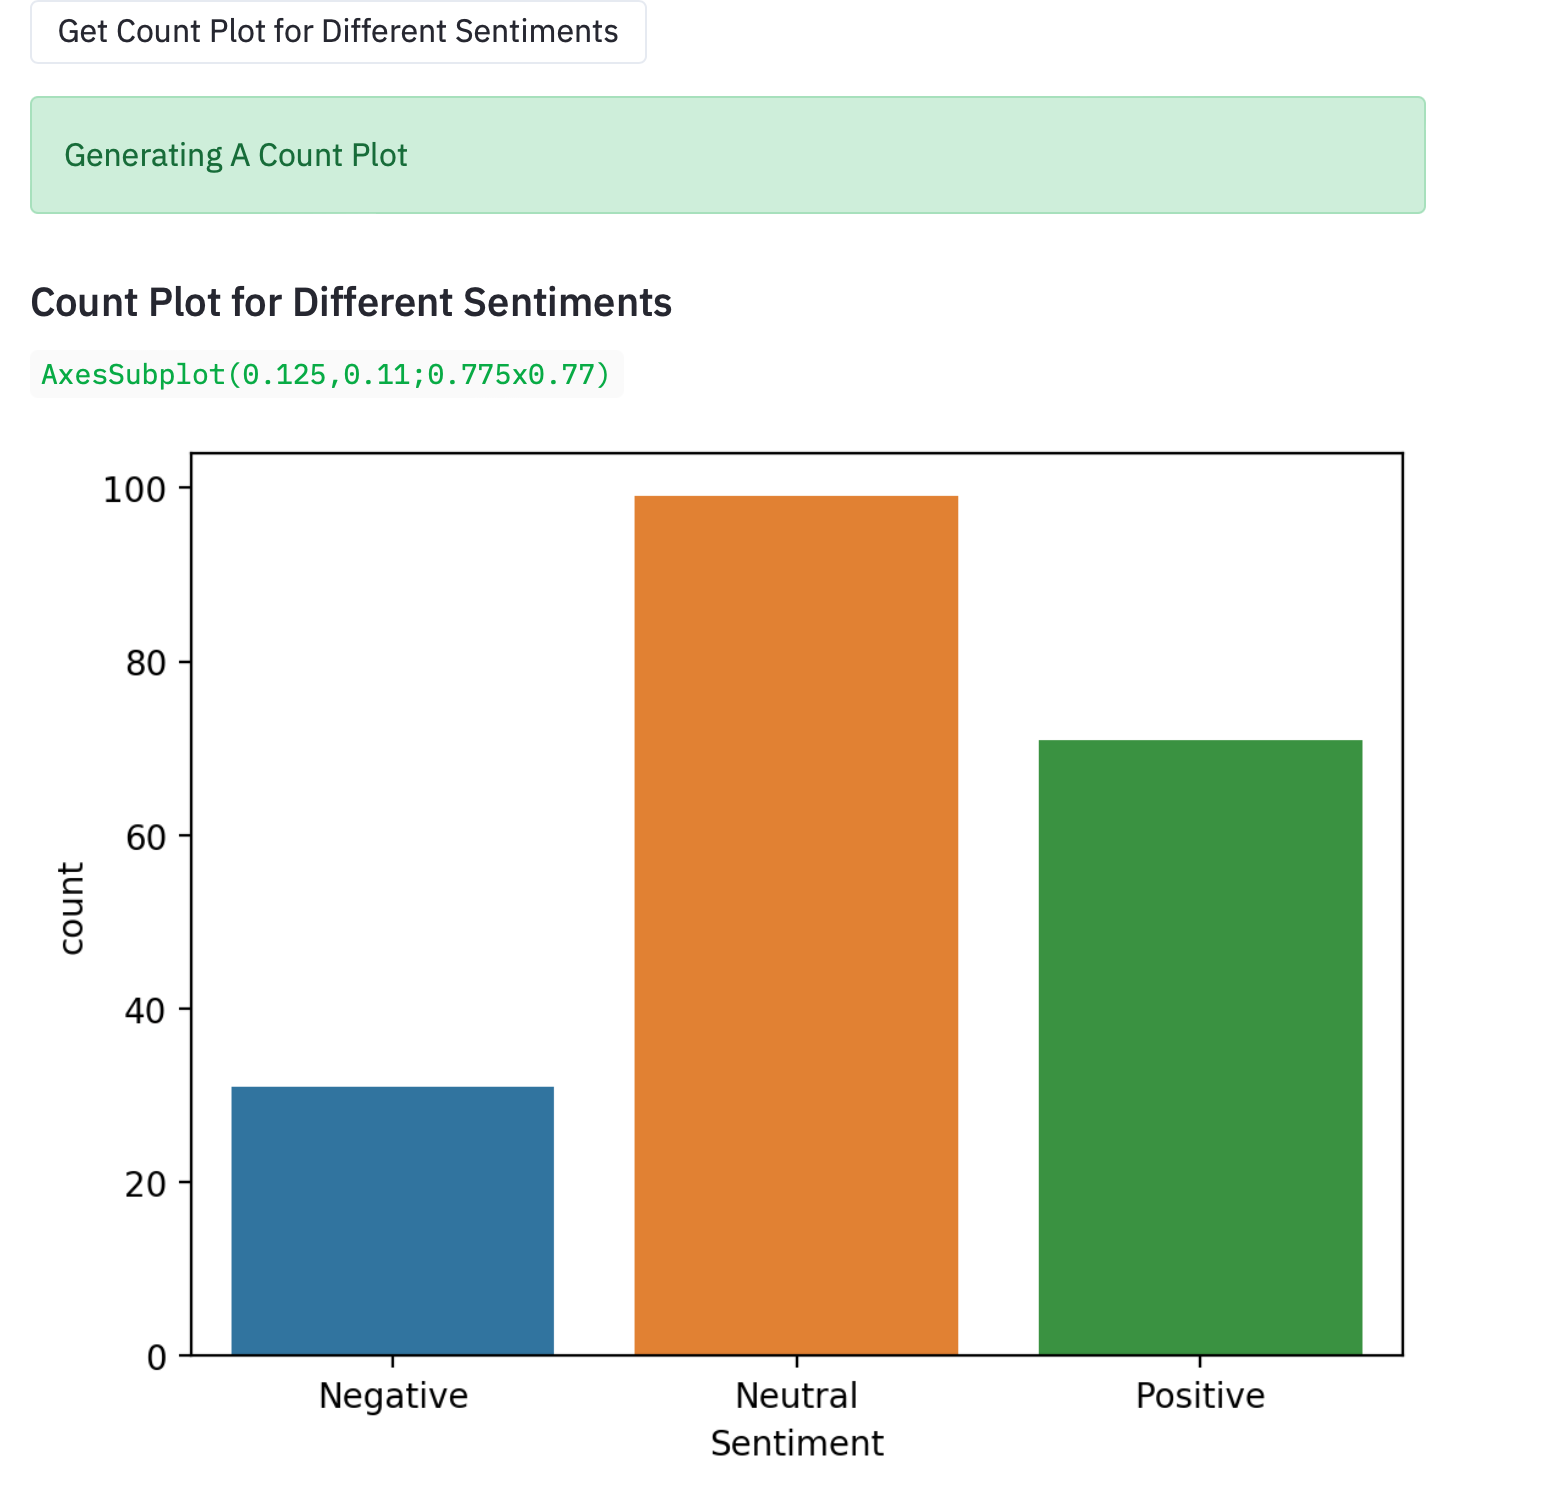 Get Count Plot for Different Sentiments
Generating A Count Plot
Count Plot for Different Sentiments
AxesSubplot(0.125,0.11;0.775x0.77)
100
80
60
40
20
0
count
Negative Neutral Positive
Sentiment